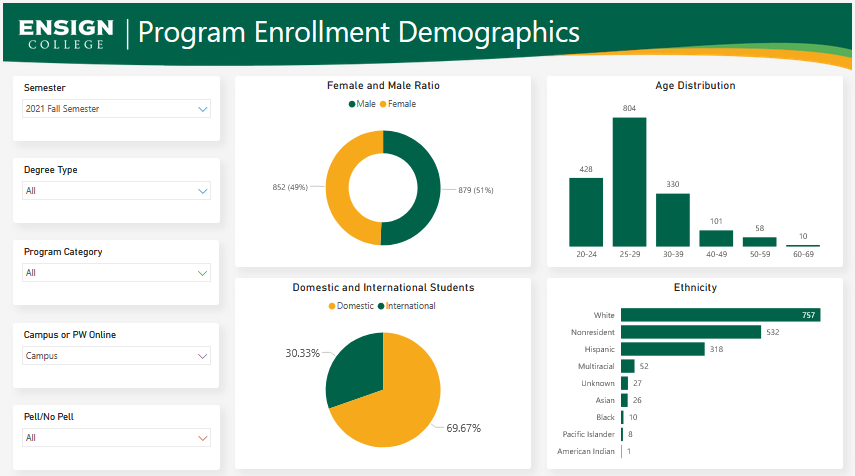 ENSIGN
COLLEGE
Program Enrollment Demographics
Semester
2021 Fall Semester
Degree Type
All
Program Category
All
Campus or PW Online
Campus
Pell/No Pell
All
Female and Male Ratio
Male Female
852 (49%)
879 (51%)
Age Distribution
428
804
330
101
58
10
20-24
25-29
30-39
40-49
50-59
60-69
Domestic and International Students
Domestic International
30.33%
69.67%
Ethnicity
White 757
Nonresident 532
Hispanic 318
Multiracial 52
Unknown 27
Asian 26
Black 10
Pacific Islander 8
American Indian 1